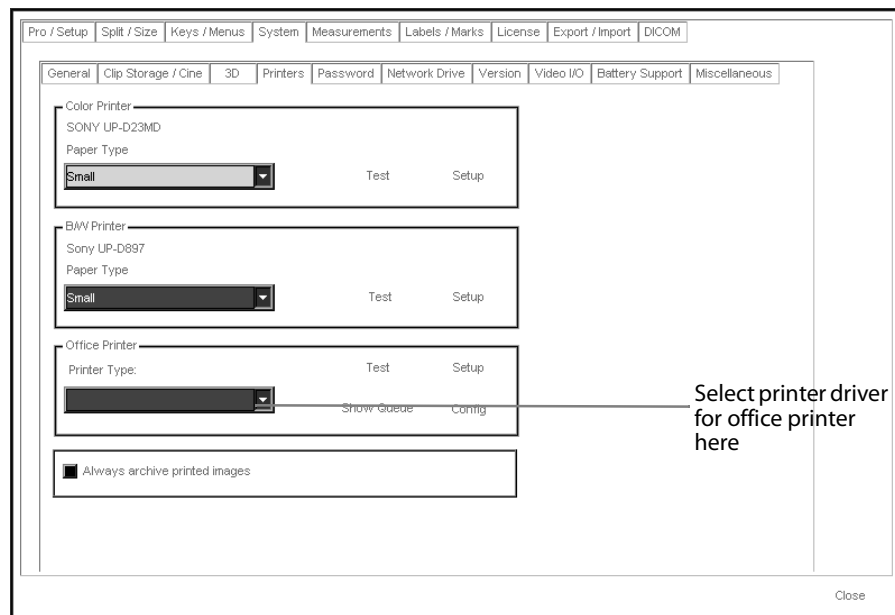 Pro / Setup Split / Size Keys / Menus System Measurements Labels / Marks License Export / Import DICOM
General Clip Storage / Cine 3D Printers Password Network Drive Version Video I/O Battery Support Miscellaneous
Color Printer
SONY UP-D23MD
Paper Type
Small Test Setup
B/W Printer
Sony UP-D897
Paper Type
Small Test Setup
Office Printer
Printer Type: Test Setup
Show Queue Config
Select printer driver
for office printer
here
Always archive printed images
Close